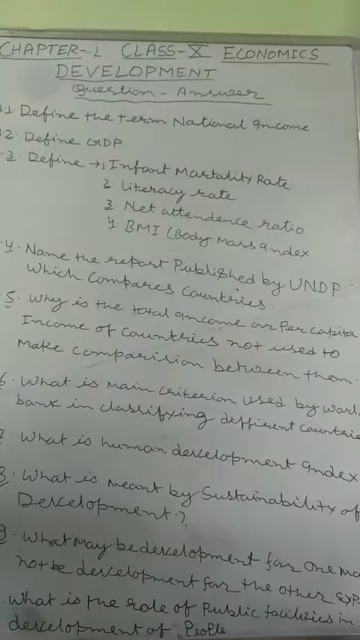 CHAPTER-1 CLASS-X ECONOMICS
DEVELOPMENT
Question-Answer
1. Define the term National Income
2. Define GDP
3 Define → 1 Infant Mortality Rate
2 Literacy rate
3 Net attendence ratio
4 BMI (Body Mass Index
4. Name the report Published by UNDP
Which Compares Countries.
5. Why is the total Income or Per capita
Income of Countries not used to
Make Comparision between them.
6. What is main criterion used by worl
bank in classifying different Countrie
7. What is human development Index
8. What is meant by Sustainability of
Development?
9. What may be development for one ma
not be development for the other Exp
What is the role of Public facilities in
development of People